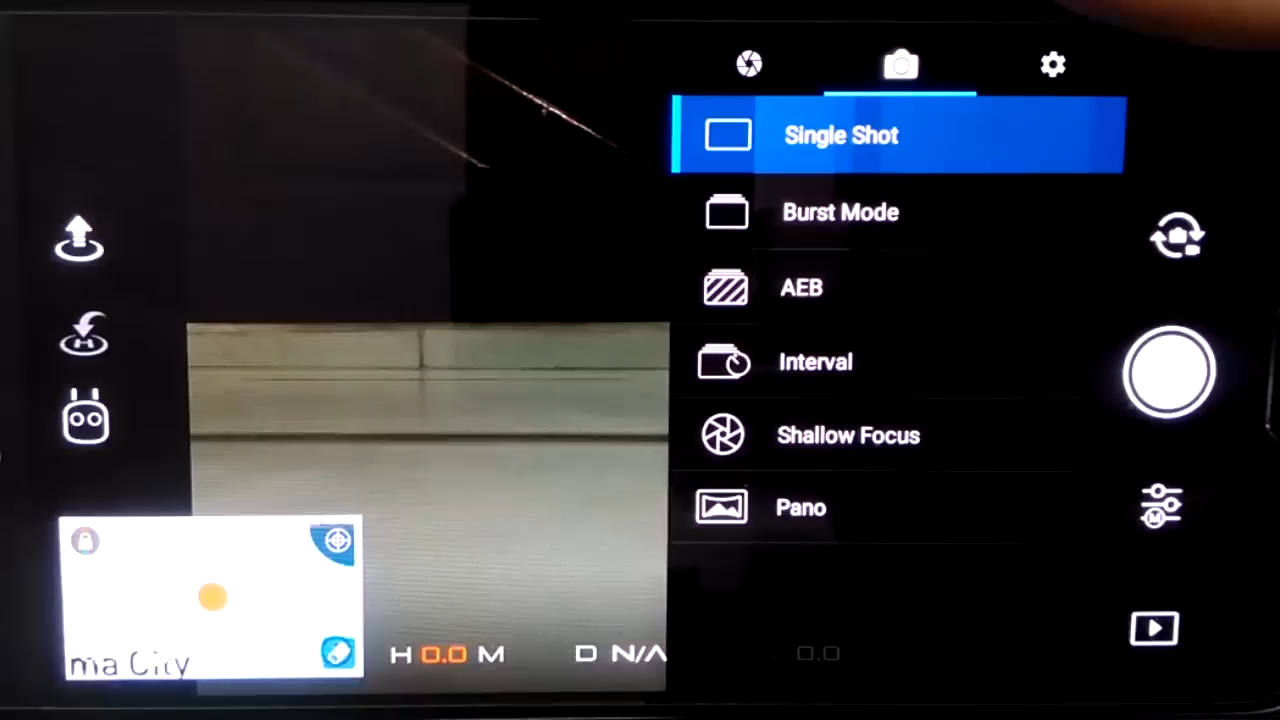 Single Shot
Burst Mode
AEB
Interval
Shallow Focus
Pano
ma City
H 0.0 M
D N/A
0.0